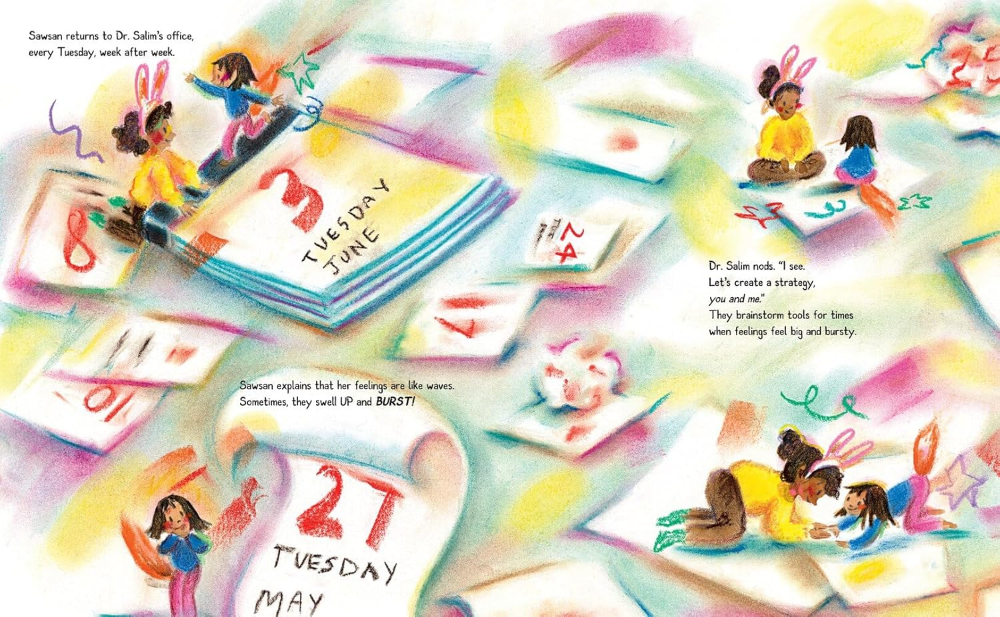 Sawsan returns to Dr. Salim's office,
every Tuesday, week after week.
3
TUESDAY
JUNE
8
24
17
10
Sawsan explains that her feelings are like waves.
Sometimes, they swell UP and BURST!
27
TUESDAY
MAY
3
Dr. Salim nods. “I see.
Let's create a strategy,
you and me.”
They brainstorm tools for times
when feelings feel big and bursty.